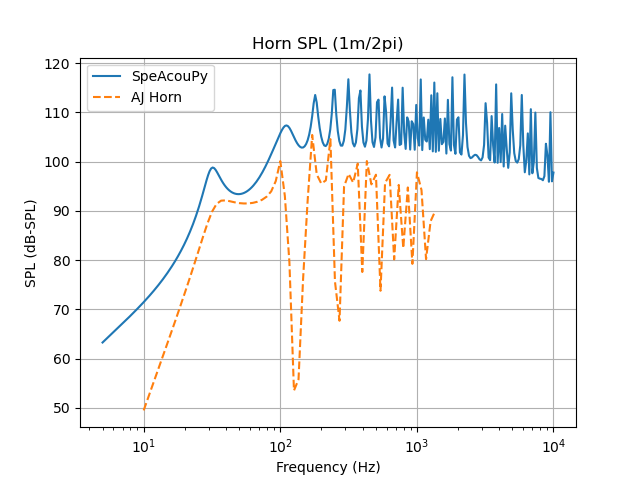 Horn SPL (1m/2pi)
SpeAcouPy
AJ Horn
SPL (dB-SPL)
120
110
100
90
80
70
60
50
10¹
10²
10³
10⁴
Frequency (Hz)